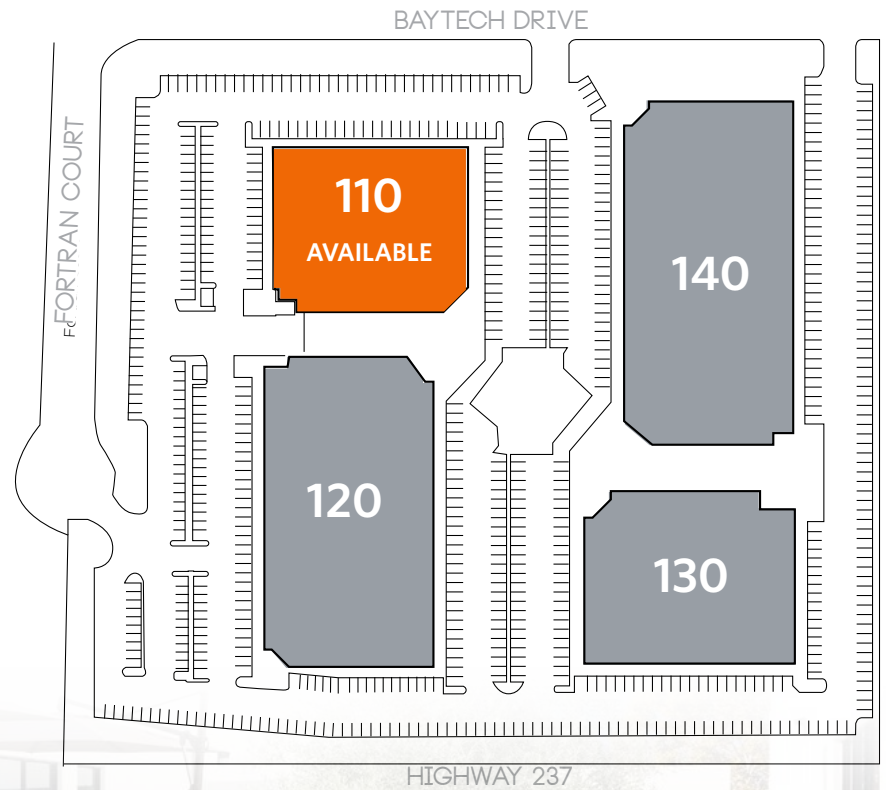 BAYTECH DRIVE
FORTRAN COURT
110
AVAILABLE
140
120
130
HIGHWAY 237